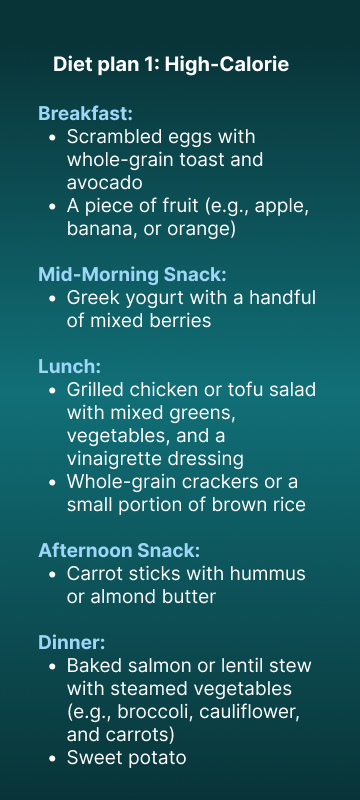 Diet plan 1: High-Calorie
Breakfast:
• Scrambled eggs with
whole-grain toast and
avocado
• A piece of fruit (e.g., apple,
banana, or orange)
Mid-Morning Snack:
• Greek yogurt with a handful
of mixed berries
Lunch:
• Grilled chicken or tofu salad
with mixed greens,
vegetables, and a
vinaigrette dressing
• Whole-grain crackers or a
small portion of brown rice
Afternoon Snack:
• Carrot sticks with hummus
or almond butter
Dinner:
• Baked salmon or lentil stew
with steamed vegetables
(e.g., broccoli, cauliflower,
and carrots)
• Sweet potato